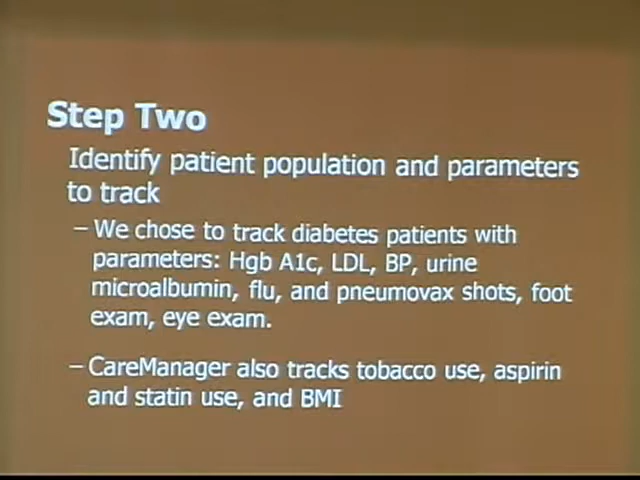 Step Two
Identify patient population and parameters
to track
– We chose to track diabetes patients with
parameters: Hgb A1c, LDL, BP, urine
microalbumin, flu, and pneumovax shots, foot
exam, eye exam.
– CareManager also tracks tobacco use, aspirin
and statin use, and BMI